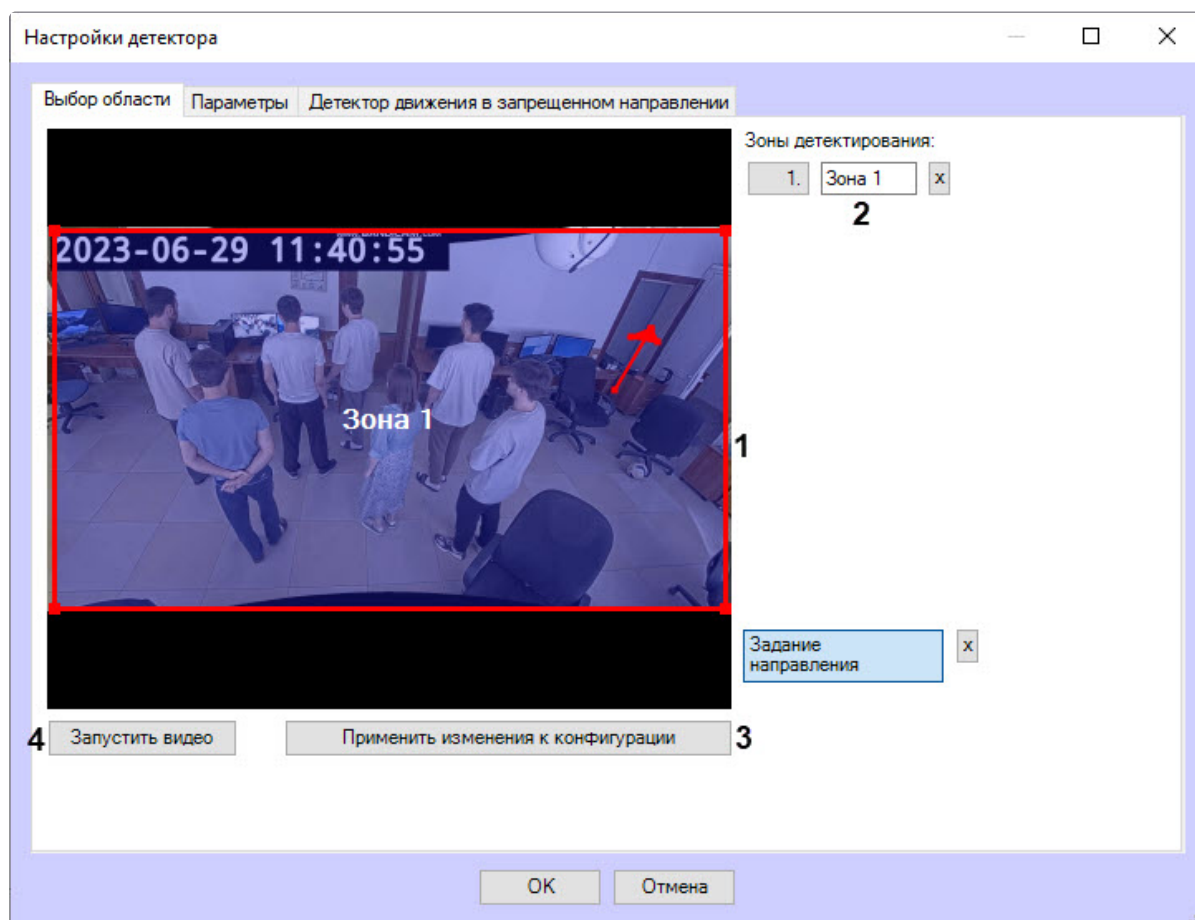 Настройки детектора
Выбор области
Параметры
Детектор движения в запрещенном направлении
Зоны детектирования:
1.
Зона 1
x
2
2023-06-29 11:40:55
Зона 1
1
Задание
направления
x
4
Запустить видео
Применить изменения к конфигурации
3
OK
Отмена